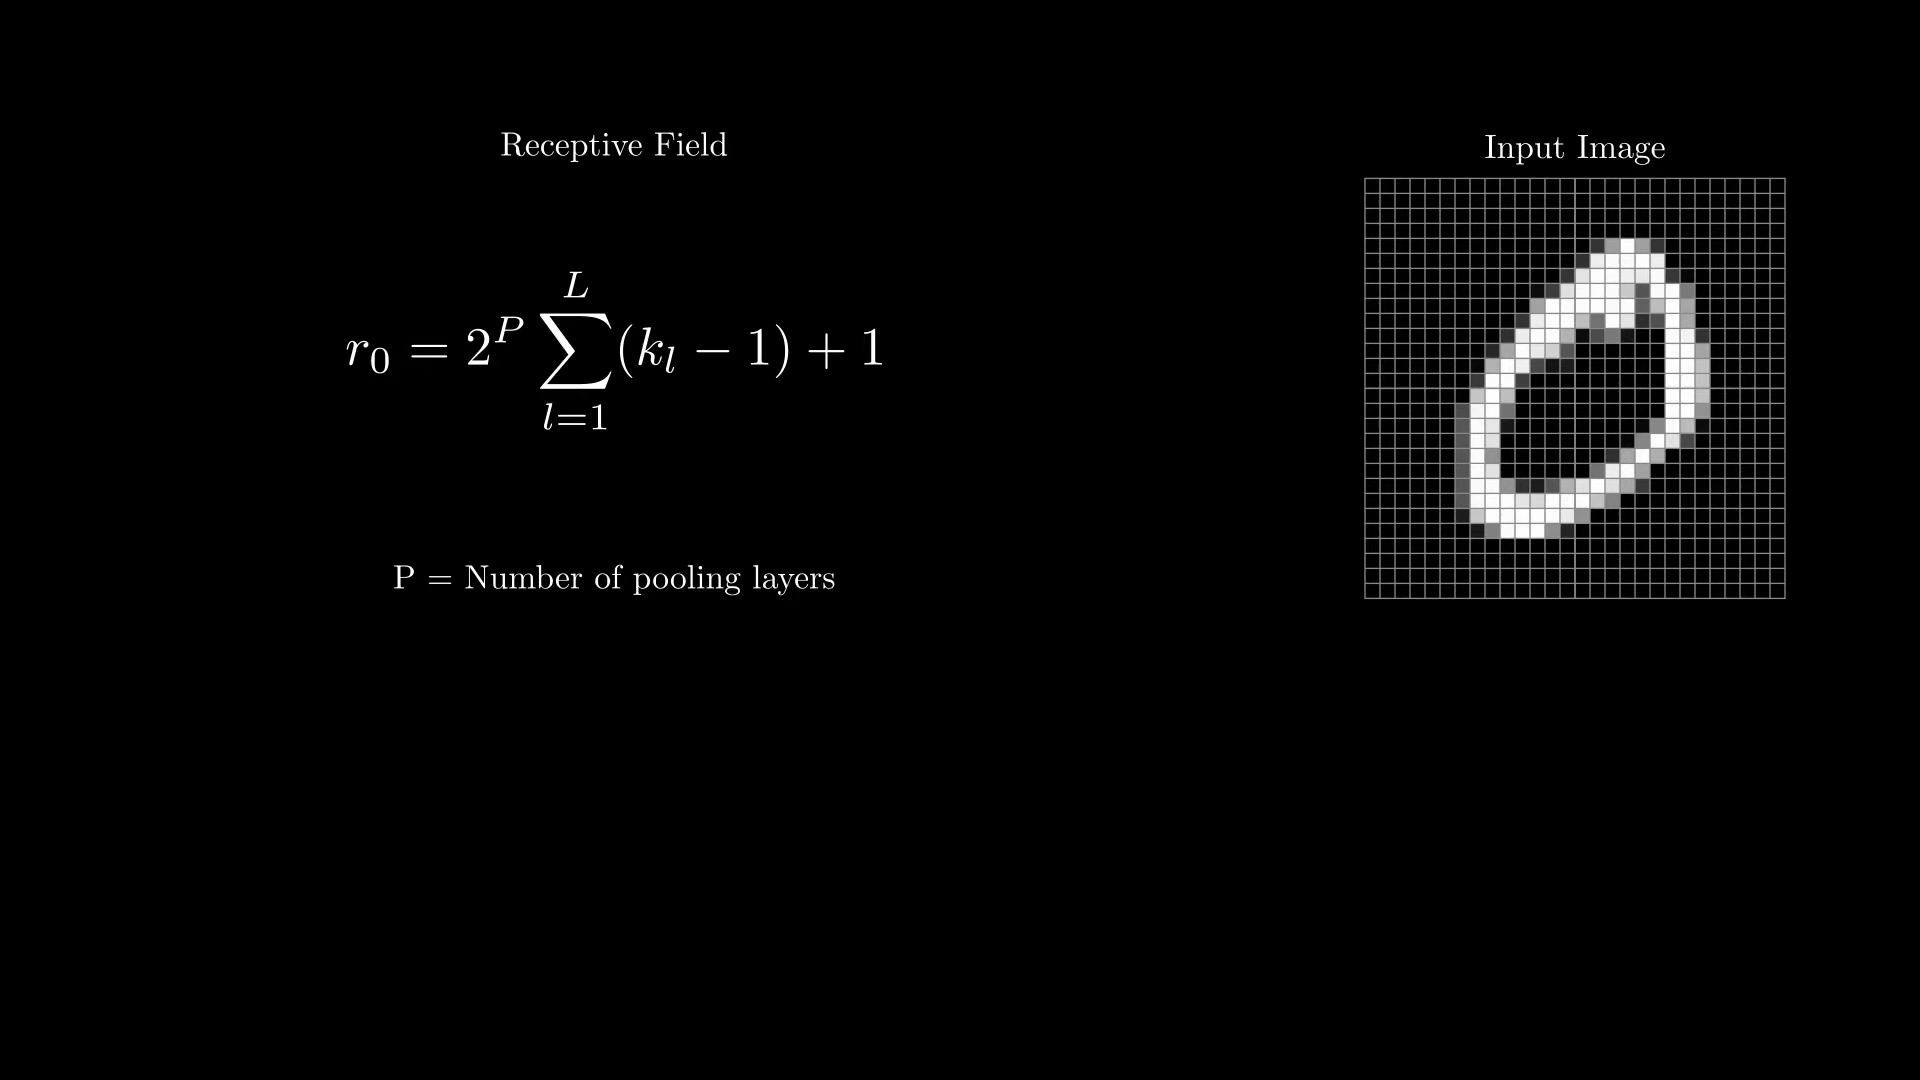 Receptive Field
Input Image
r_0 = 2^P \sum_{l=1}^{L} (k_l - 1) + 1
P = Number of pooling layers